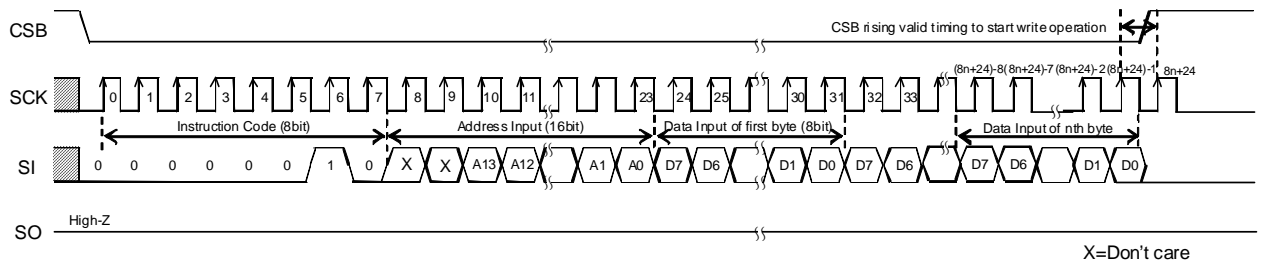 CSB CSB rising valid timing to start write operation
SCK 0 1 2 3 4 5 6 7 8 9 10 11 23 24 25 30 31 32 33 (8n+24)-8 (8n+24)-7 (8n+24)-2 (8n+24)-1 8n+24
Instruction Code (8bit) Address Input (16bit) Data Input of first byte (8bit) Data Input of nth byte
SI 0 0 0 0 0 0 1 0 X X A13 A12 A1 A0 D7 D6 D1 D0 D7 D6 D7 D6 D1 D0
High-Z
SO
X=Don't care